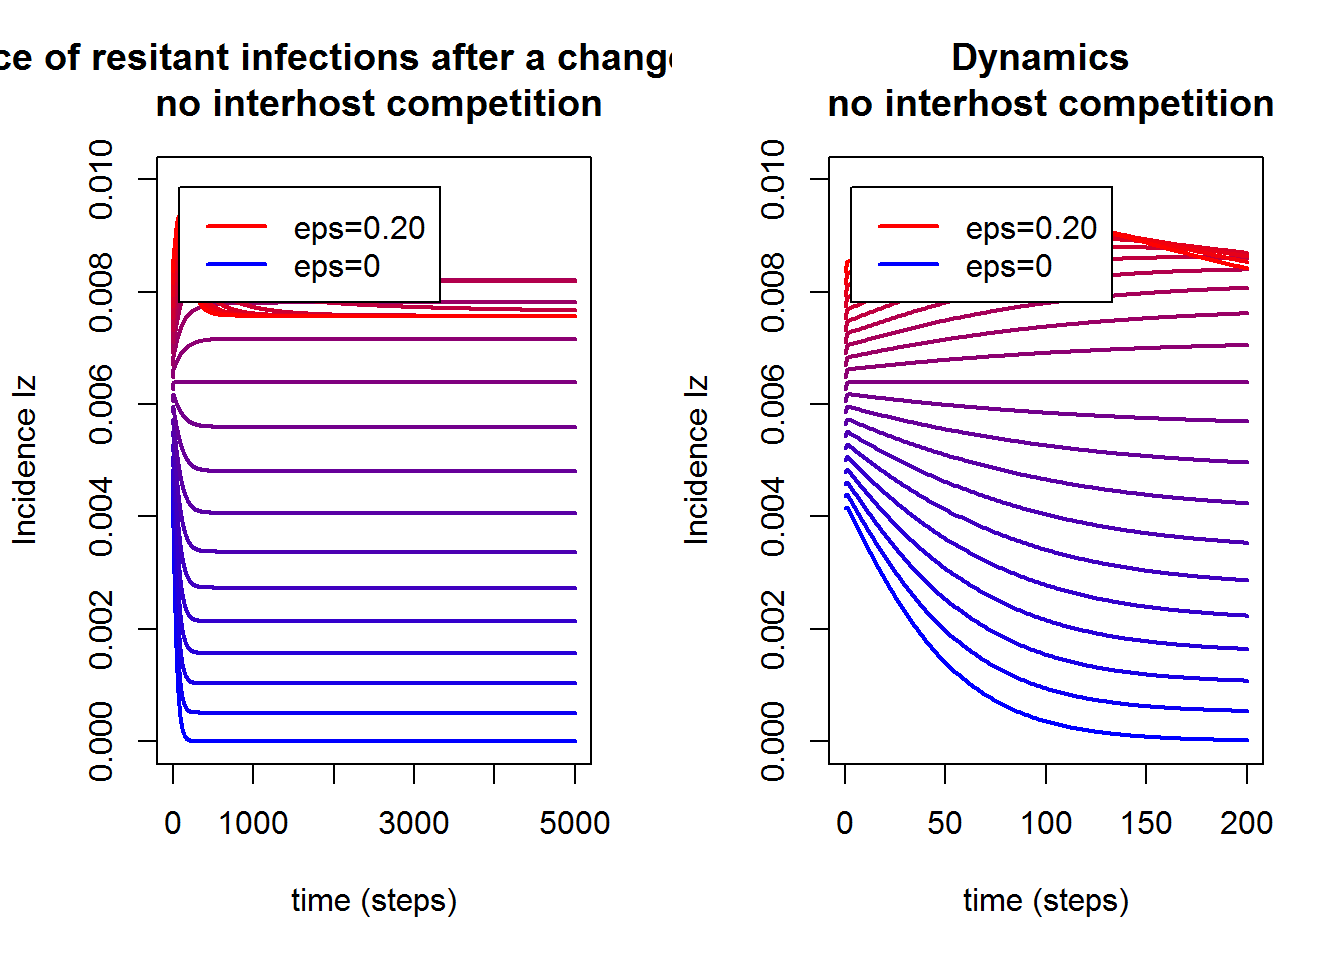 ce of resitant infections after a change
no interhost competition
Incidence Iz
0.000
0.002
0.004
0.006
0.008
0.010
eps=0.20
eps=0
0
1000
3000
5000
time (steps)
Dynamics
no interhost competition
Incidence Iz
0.000
0.002
0.004
0.006
0.008
0.010
eps=0.20
eps=0
0
50
100
150
200
time (steps)